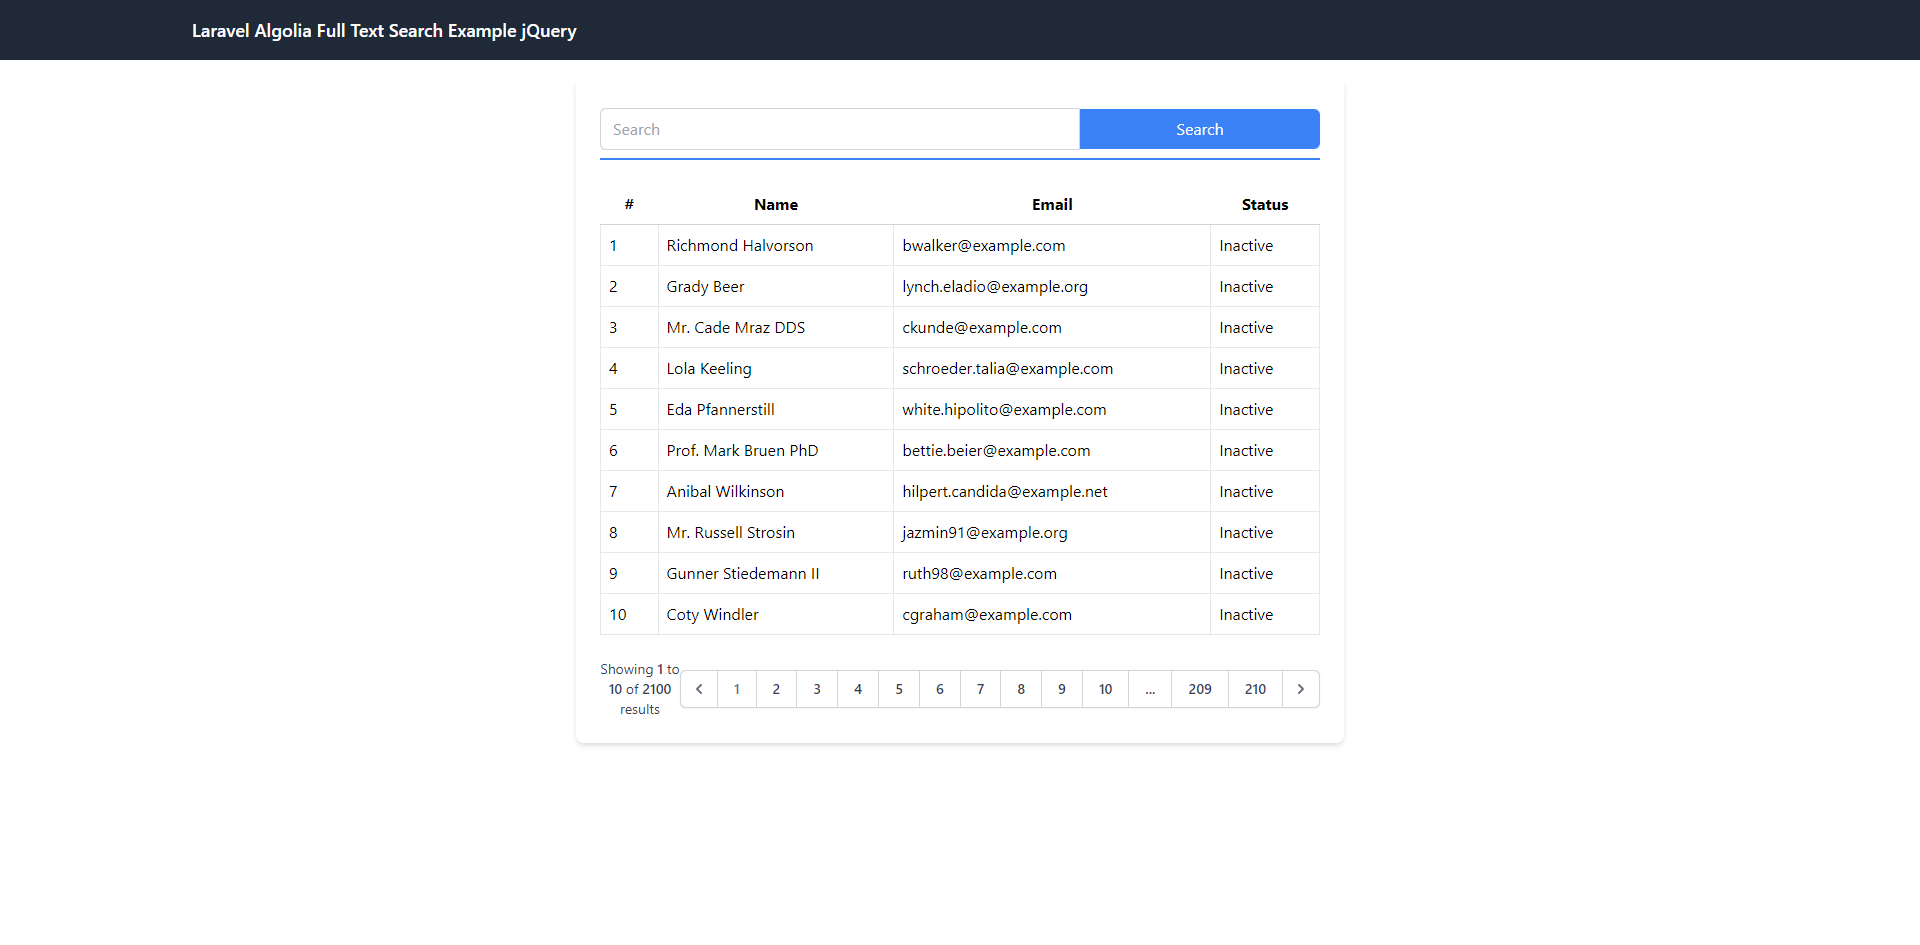 Laravel Algolia Full Text Search Example jQuery
Search Search
# Name Email Status
1 Richmond Halvorson bwalker@example.com Inactive
2 Grady Beer lynch.eladio@example.org Inactive
3 Mr. Cade Mraz DDS ckunde@example.com Inactive
4 Lola Keeling schroeder.talia@example.com Inactive
5 Eda Pfannerstill white.hipolito@example.com Inactive
6 Prof. Mark Bruen PhD bettie.beier@example.com Inactive
7 Anibal Wilkinson hilpert.candida@example.net Inactive
8 Mr. Russell Strosin jazmin91@example.org Inactive
9 Gunner Stiedemann II ruth98@example.com Inactive
10 Coty Windler cgraham@example.com Inactive
Showing 1 to
10 of 2100
results
1 2 3 4 5 6 7 8 9 10 ... 209 210